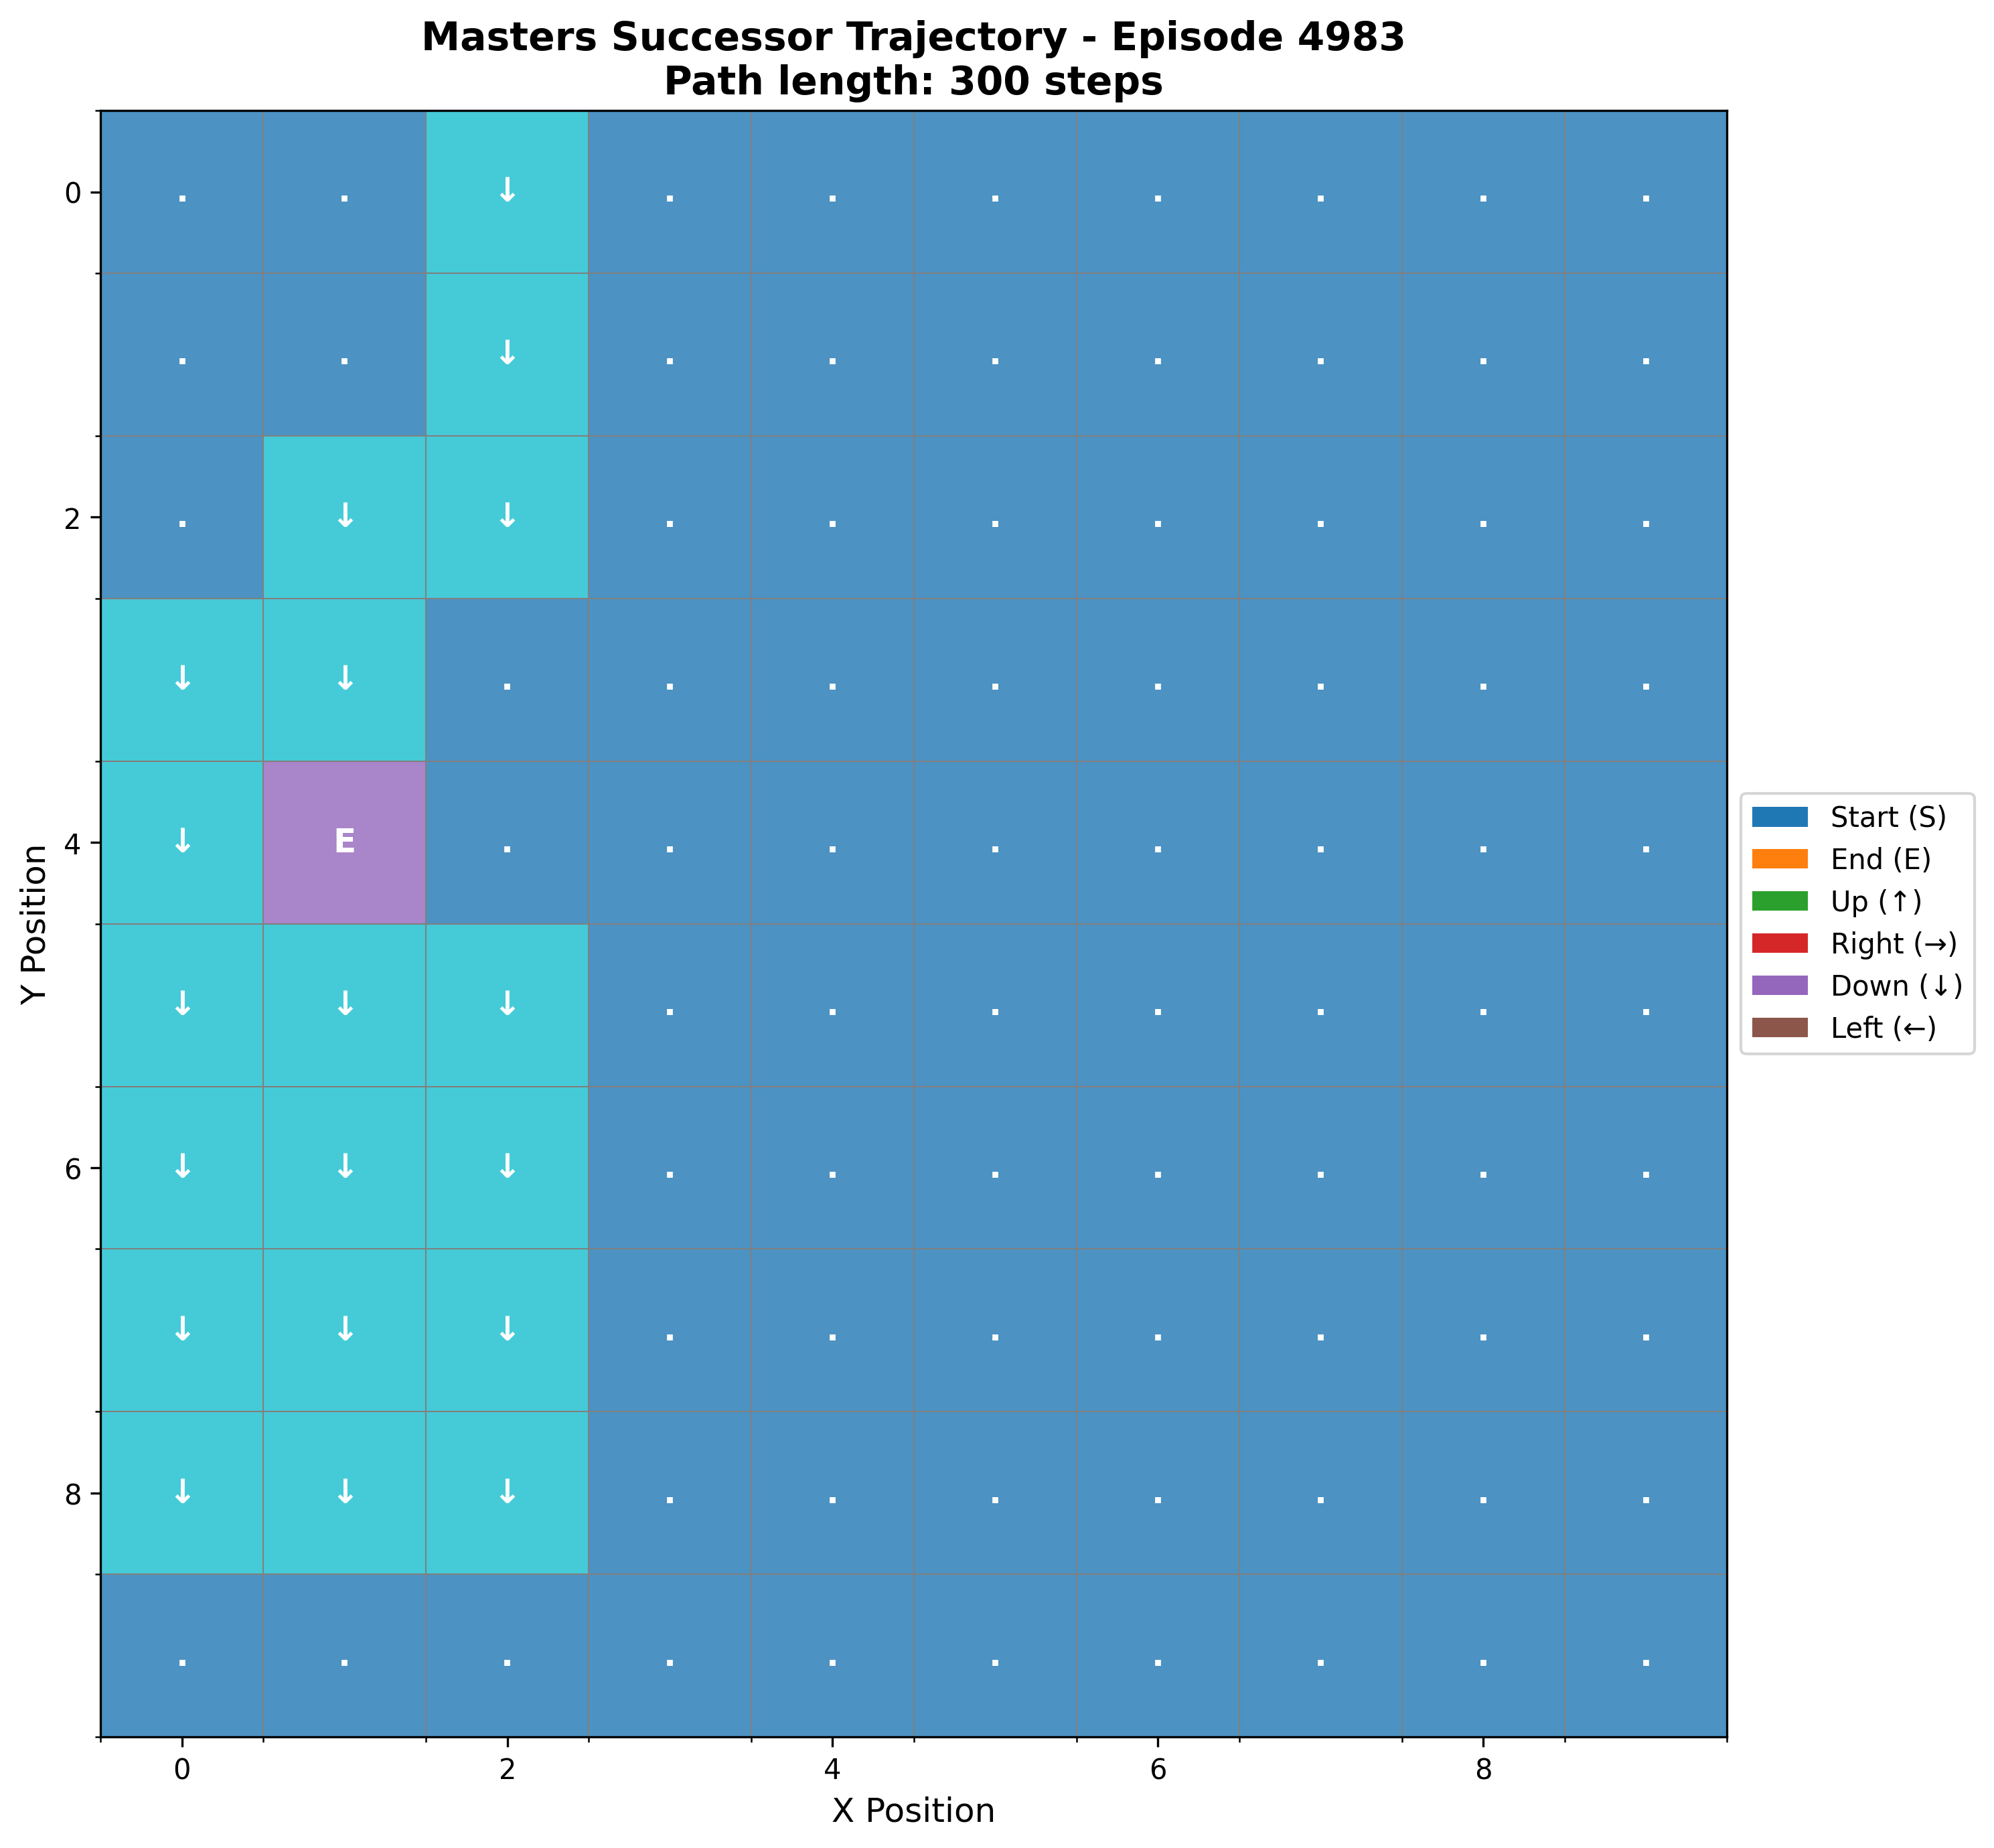 Masters Successor Trajectory - Episode 4983
Path length: 300 steps
0 . . ↓ . . . . . . .
. . ↓ . . . . . . .
2 . ↓ ↓ . . . . . . .
↓ ↓ . . . . . . . .
4 ↓ E . . . . . . . .
↓ ↓ ↓ . . . . . . .
6 ↓ ↓ ↓ . . . . . . .
↓ ↓ ↓ . . . . . . .
8 ↓ ↓ ↓ . . . . . . .
. . . . . . . . . .
0 2 4 6 8
X Position
Y Position
Start (S)
End (E)
Up (↑)
Right (→)
Down (↓)
Left (←)